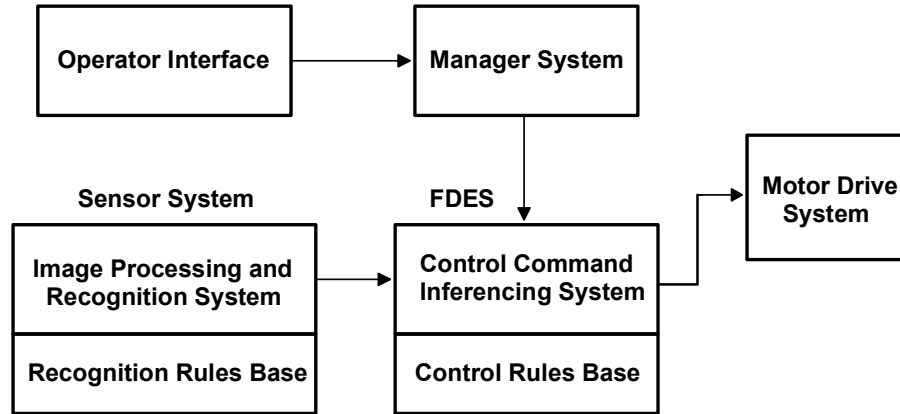 Operator Interface
Manager System
Motor Drive
System
Sensor System
FDES
Image Processing and
Recognition System
Control Command
Inferencing System
Recognition Rules Base
Control Rules Base